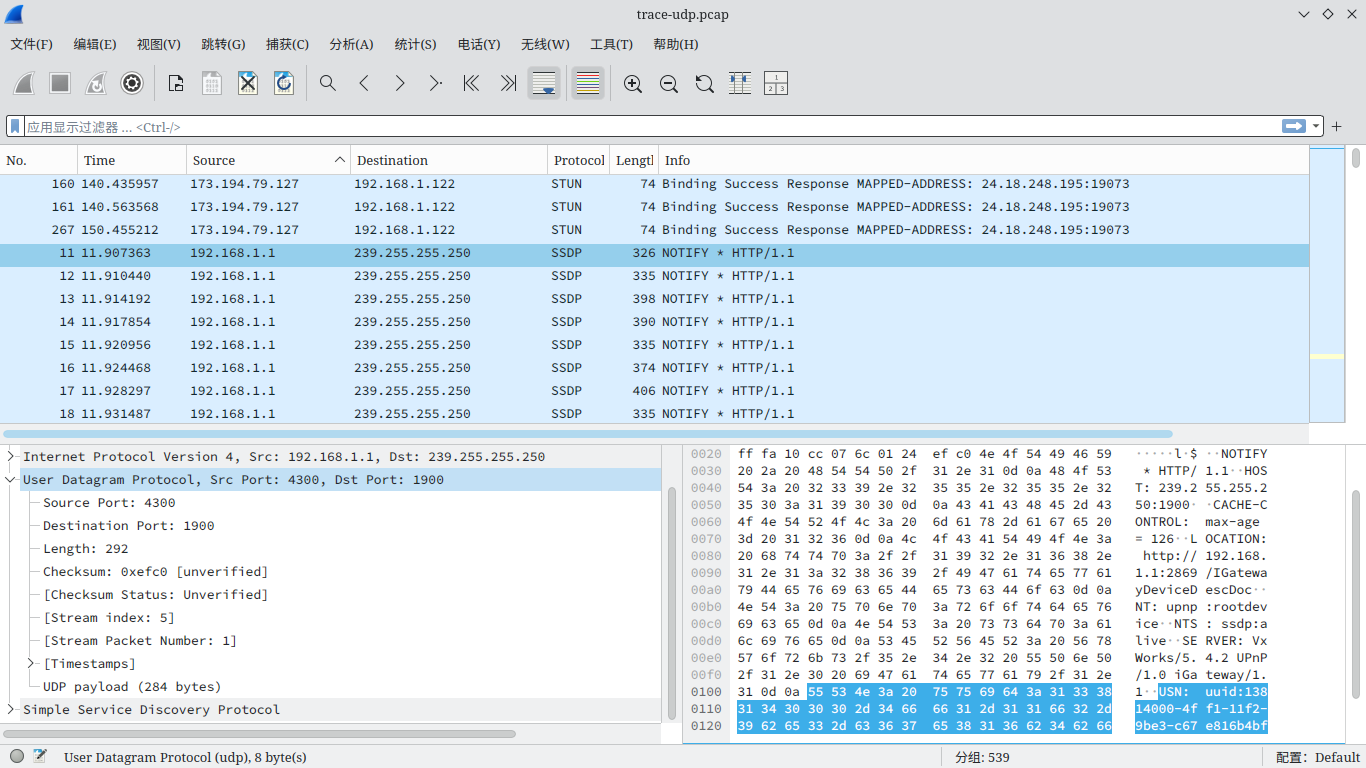 trace-udp.pcap
文件(F) 编辑(E) 视图(V) 跳转(G) 捕获(C) 分析(A) 统计(S) 电话(Y) 无线(W) 工具(T) 帮助(H)
应用显示过滤器 ... <Ctrl-/>
No. Time Source Destination Protocol Length Info
160 140.435957 173.194.79.127 192.168.1.122 STUN 74 Binding Success Response MAPPED-ADDRESS: 24.18.248.195:19073
161 140.563568 173.194.79.127 192.168.1.122 STUN 74 Binding Success Response MAPPED-ADDRESS: 24.18.248.195:19073
267 150.455212 173.194.79.127 192.168.1.122 STUN 74 Binding Success Response MAPPED-ADDRESS: 24.18.248.195:19073
11 11.907363 192.168.1.1 239.255.255.250 SSDP 326 NOTIFY * HTTP/1.1
12 11.910440 192.168.1.1 239.255.255.250 SSDP 335 NOTIFY * HTTP/1.1
13 11.914192 192.168.1.1 239.255.255.250 SSDP 398 NOTIFY * HTTP/1.1
14 11.917854 192.168.1.1 239.255.255.250 SSDP 390 NOTIFY * HTTP/1.1
15 11.920956 192.168.1.1 239.255.255.250 SSDP 335 NOTIFY * HTTP/1.1
16 11.924468 192.168.1.1 239.255.255.250 SSDP 374 NOTIFY * HTTP/1.1
17 11.928297 192.168.1.1 239.255.255.250 SSDP 406 NOTIFY * HTTP/1.1
18 11.931487 192.168.1.1 239.255.255.250 SSDP 335 NOTIFY * HTTP/1.1
Internet Protocol Version 4, Src: 192.168.1.1, Dst: 239.255.255.250
User Datagram Protocol, Src Port: 4300, Dst Port: 1900
Source Port: 4300
Destination Port: 1900
Length: 292
Checksum: 0xefc0 [unverified]
[Checksum Status: Unverified]
[Stream index: 5]
[Stream Packet Number: 1]
[Timestamps]
UDP payload (284 bytes)
Simple Service Discovery Protocol
0020 ff fa 10 cc 07 6c 01 24 ef c0 4e 4f 54 49 46 59 ·····l·$ ··NOTIFY
0030 20 2a 20 48 54 54 50 2f 31 2e 31 0d 0a 48 4f 53 * HTTP/ 1.1··HOS
0040 54 3a 20 32 33 39 2e 32 35 35 2e 32 35 35 2e 32 T: 239.2 55.255.2
0050 35 30 3a 31 39 30 30 0d 0a 43 41 43 48 45 2d 43 50:1900· ·CACHE-C
0060 4f 4e 54 52 4f 4c 3a 20 6d 61 78 2d 61 67 65 20 ONTROL: max-age
0070 3d 20 31 32 36 0d 0a 4c 4f 43 41 54 49 4f 4e 3a = 126··L OCATION:
0080 20 68 74 74 70 3a 2f 2f 31 39 32 2e 31 36 38 2e http:// 192.168.
0090 31 2e 31 3a 32 38 36 39 2f 49 47 61 74 65 77 61 1.1:2869 /IGatewa
00a0 79 44 65 76 69 63 65 44 65 73 63 44 6f 63 0d 0a yDeviceD escDoc··
00b0 4e 54 3a 20 75 70 6e 70 3a 72 6f 6f 74 64 65 76 NT: upnp :rootdev
00c0 69 63 65 0d 0a 4e 54 53 3a 20 73 73 64 70 3a 61 ice··NTS : ssdp:a
00d0 6c 69 76 65 0d 0a 53 45 52 56 45 52 3a 20 56 78 live··SE RVER: Vx
00e0 57 6f 72 6b 73 2f 35 2e 34 2e 32 20 55 50 6e 50 Works/5. 4.2 UPnP
00f0 2f 31 2e 30 20 69 47 61 74 65 77 61 79 2f 31 2e /1.0 iGa teway/1.
0100 31 0d 0a 55 53 4e 3a 20 75 75 69 64 3a 31 33 38 1··USN: uuid:138
0110 31 34 30 30 30 2d 34 66 66 31 2d 31 31 66 32 2d 14000-4f f1-11f2-
0120 39 62 65 33 2d 63 36 37 65 38 31 36 62 34 62 66 9be3-c67 e816b4bf
User Datagram Protocol (udp), 8 byte(s) 分组: 539 配置: Default